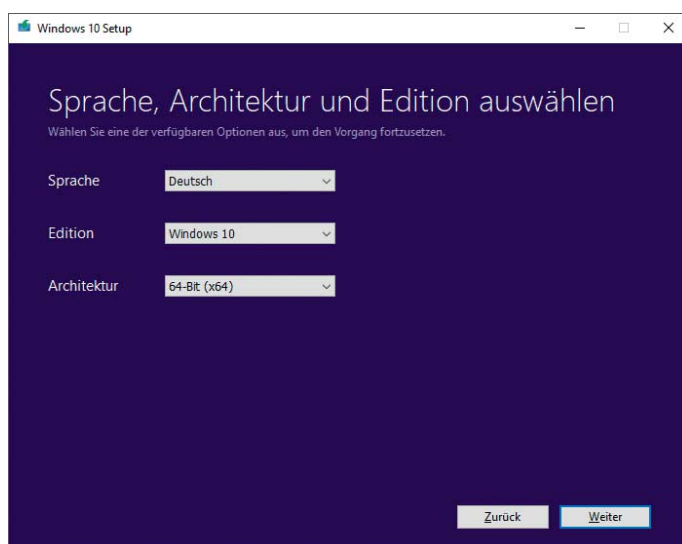 Windows 10 Setup
Sprache, Architektur und Edition auswählen
Wählen Sie eine der verfügbaren Optionen aus, um den Vorgang fortzusetzen.
Sprache Deutsch
Edition Windows 10
Architektur 64-Bit (x64)
Zurück Weiter